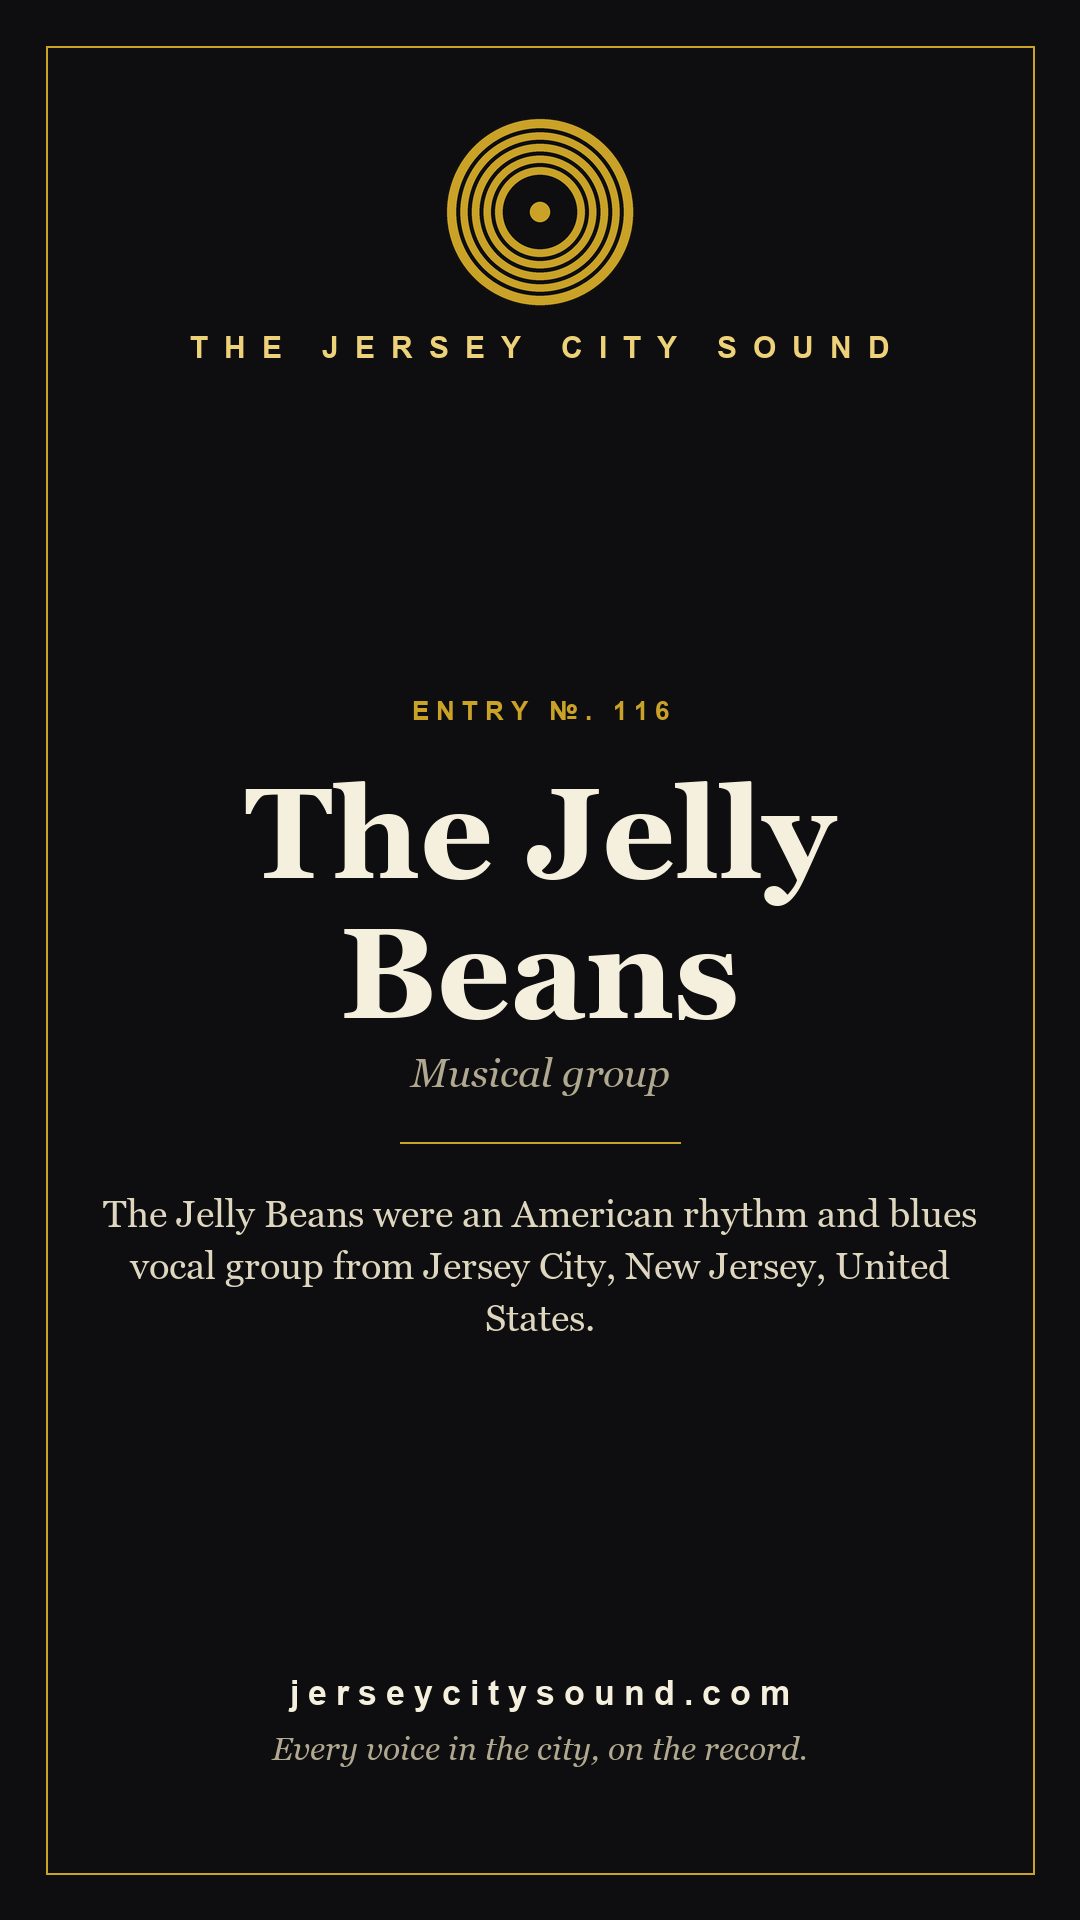 THE JERSEY CITY SOUND
ENTRY №. 116
The Jelly
Beans
Musical group
The Jelly Beans were an American rhythm and blues
vocal group from Jersey City, New Jersey, United
States.
jerseycitysound.com
Every voice in the city, on the record.